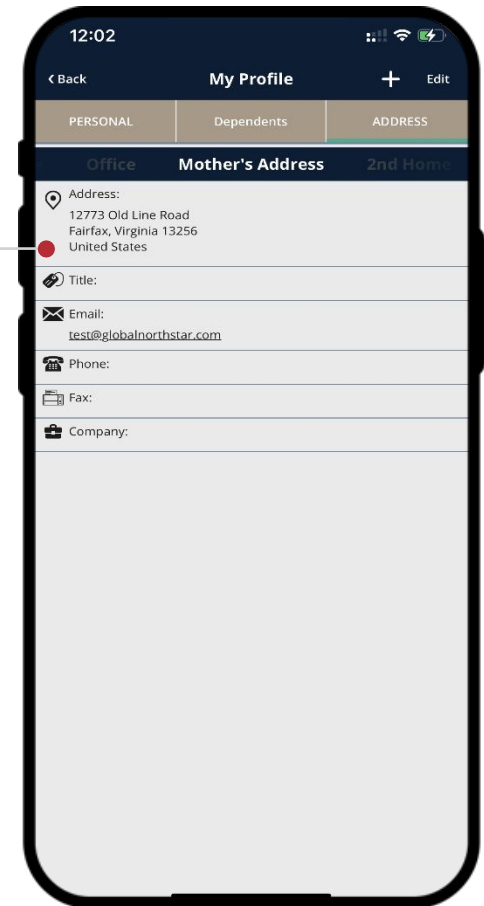 12:02
Back My Profile + Edit
PERSONAL Dependents ADDRESS
Office Mother's Address 2nd Home
Address:
12773 Old Line Road
Fairfax, Virginia 13256
United States
Title:
Email:
test@globalnorthstar.com
Phone:
Fax:
Company: